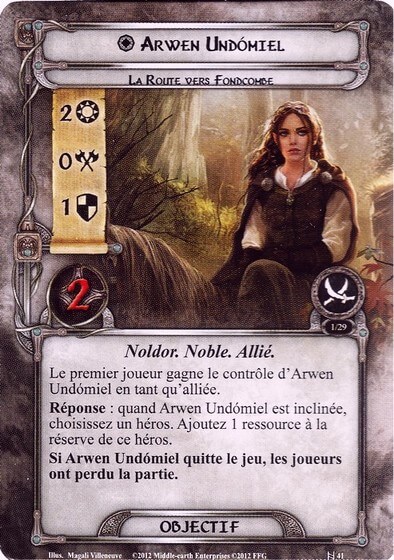 Arwen Undómiel
La Route vers Fondcombe
2
0
1
2
1/29
Noldor. Noble. Allié.
Le premier joueur gagne le contrôle d'Arwen
Undómiel en tant qu'alliée.
Réponse : quand Arwen Undómiel est inclinée,
choisissez un héros. Ajoutez 1 ressource à la
réserve de ce héros.
Si Arwen Undómiel quitte le jeu, les joueurs
ont perdu la partie.
OBJECTIF
Illus. Magali Villeneuve ©2012 Middle-earth Enterprises ©2012 FFG 41